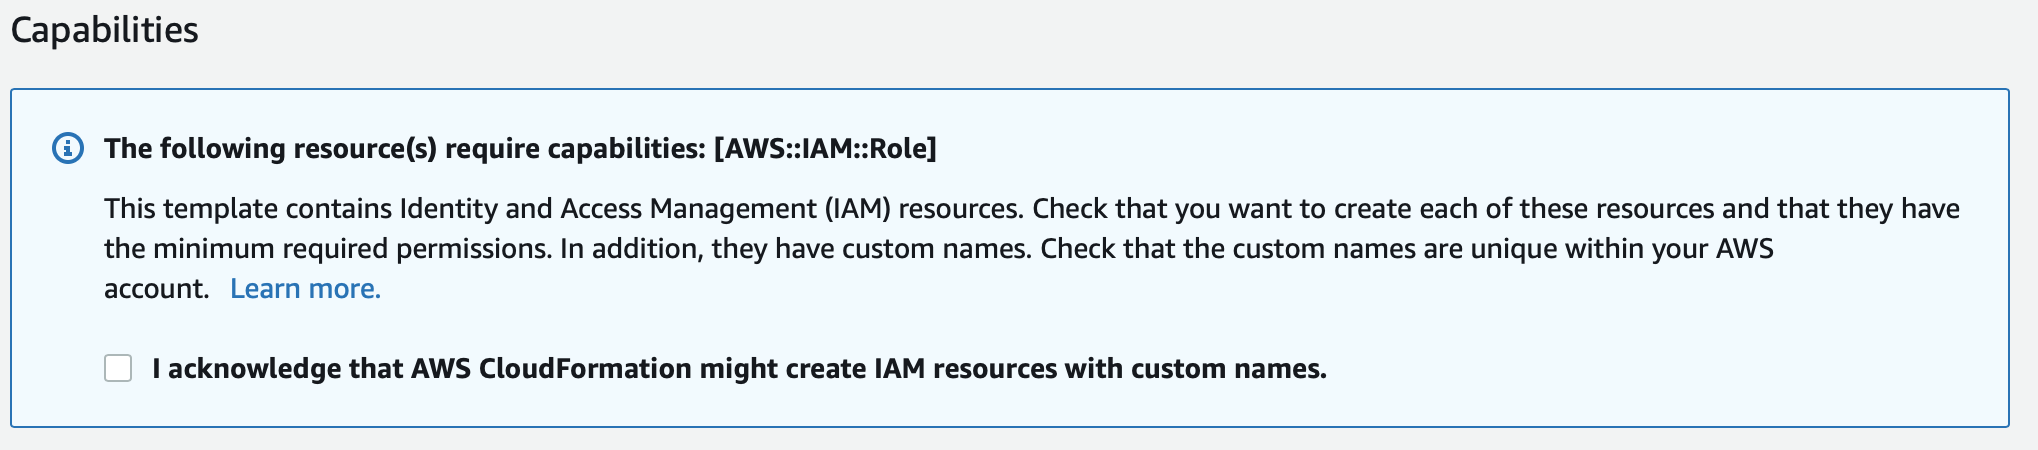 Capabilities
The following resource(s) require capabilities: [AWS::IAM::Role]
This template contains Identity and Access Management (IAM) resources. Check that you want to create each of these resources and that they have
the minimum required permissions. In addition, they have custom names. Check that the custom names are unique within your AWS
account. Learn more.
I acknowledge that AWS CloudFormation might create IAM resources with custom names.